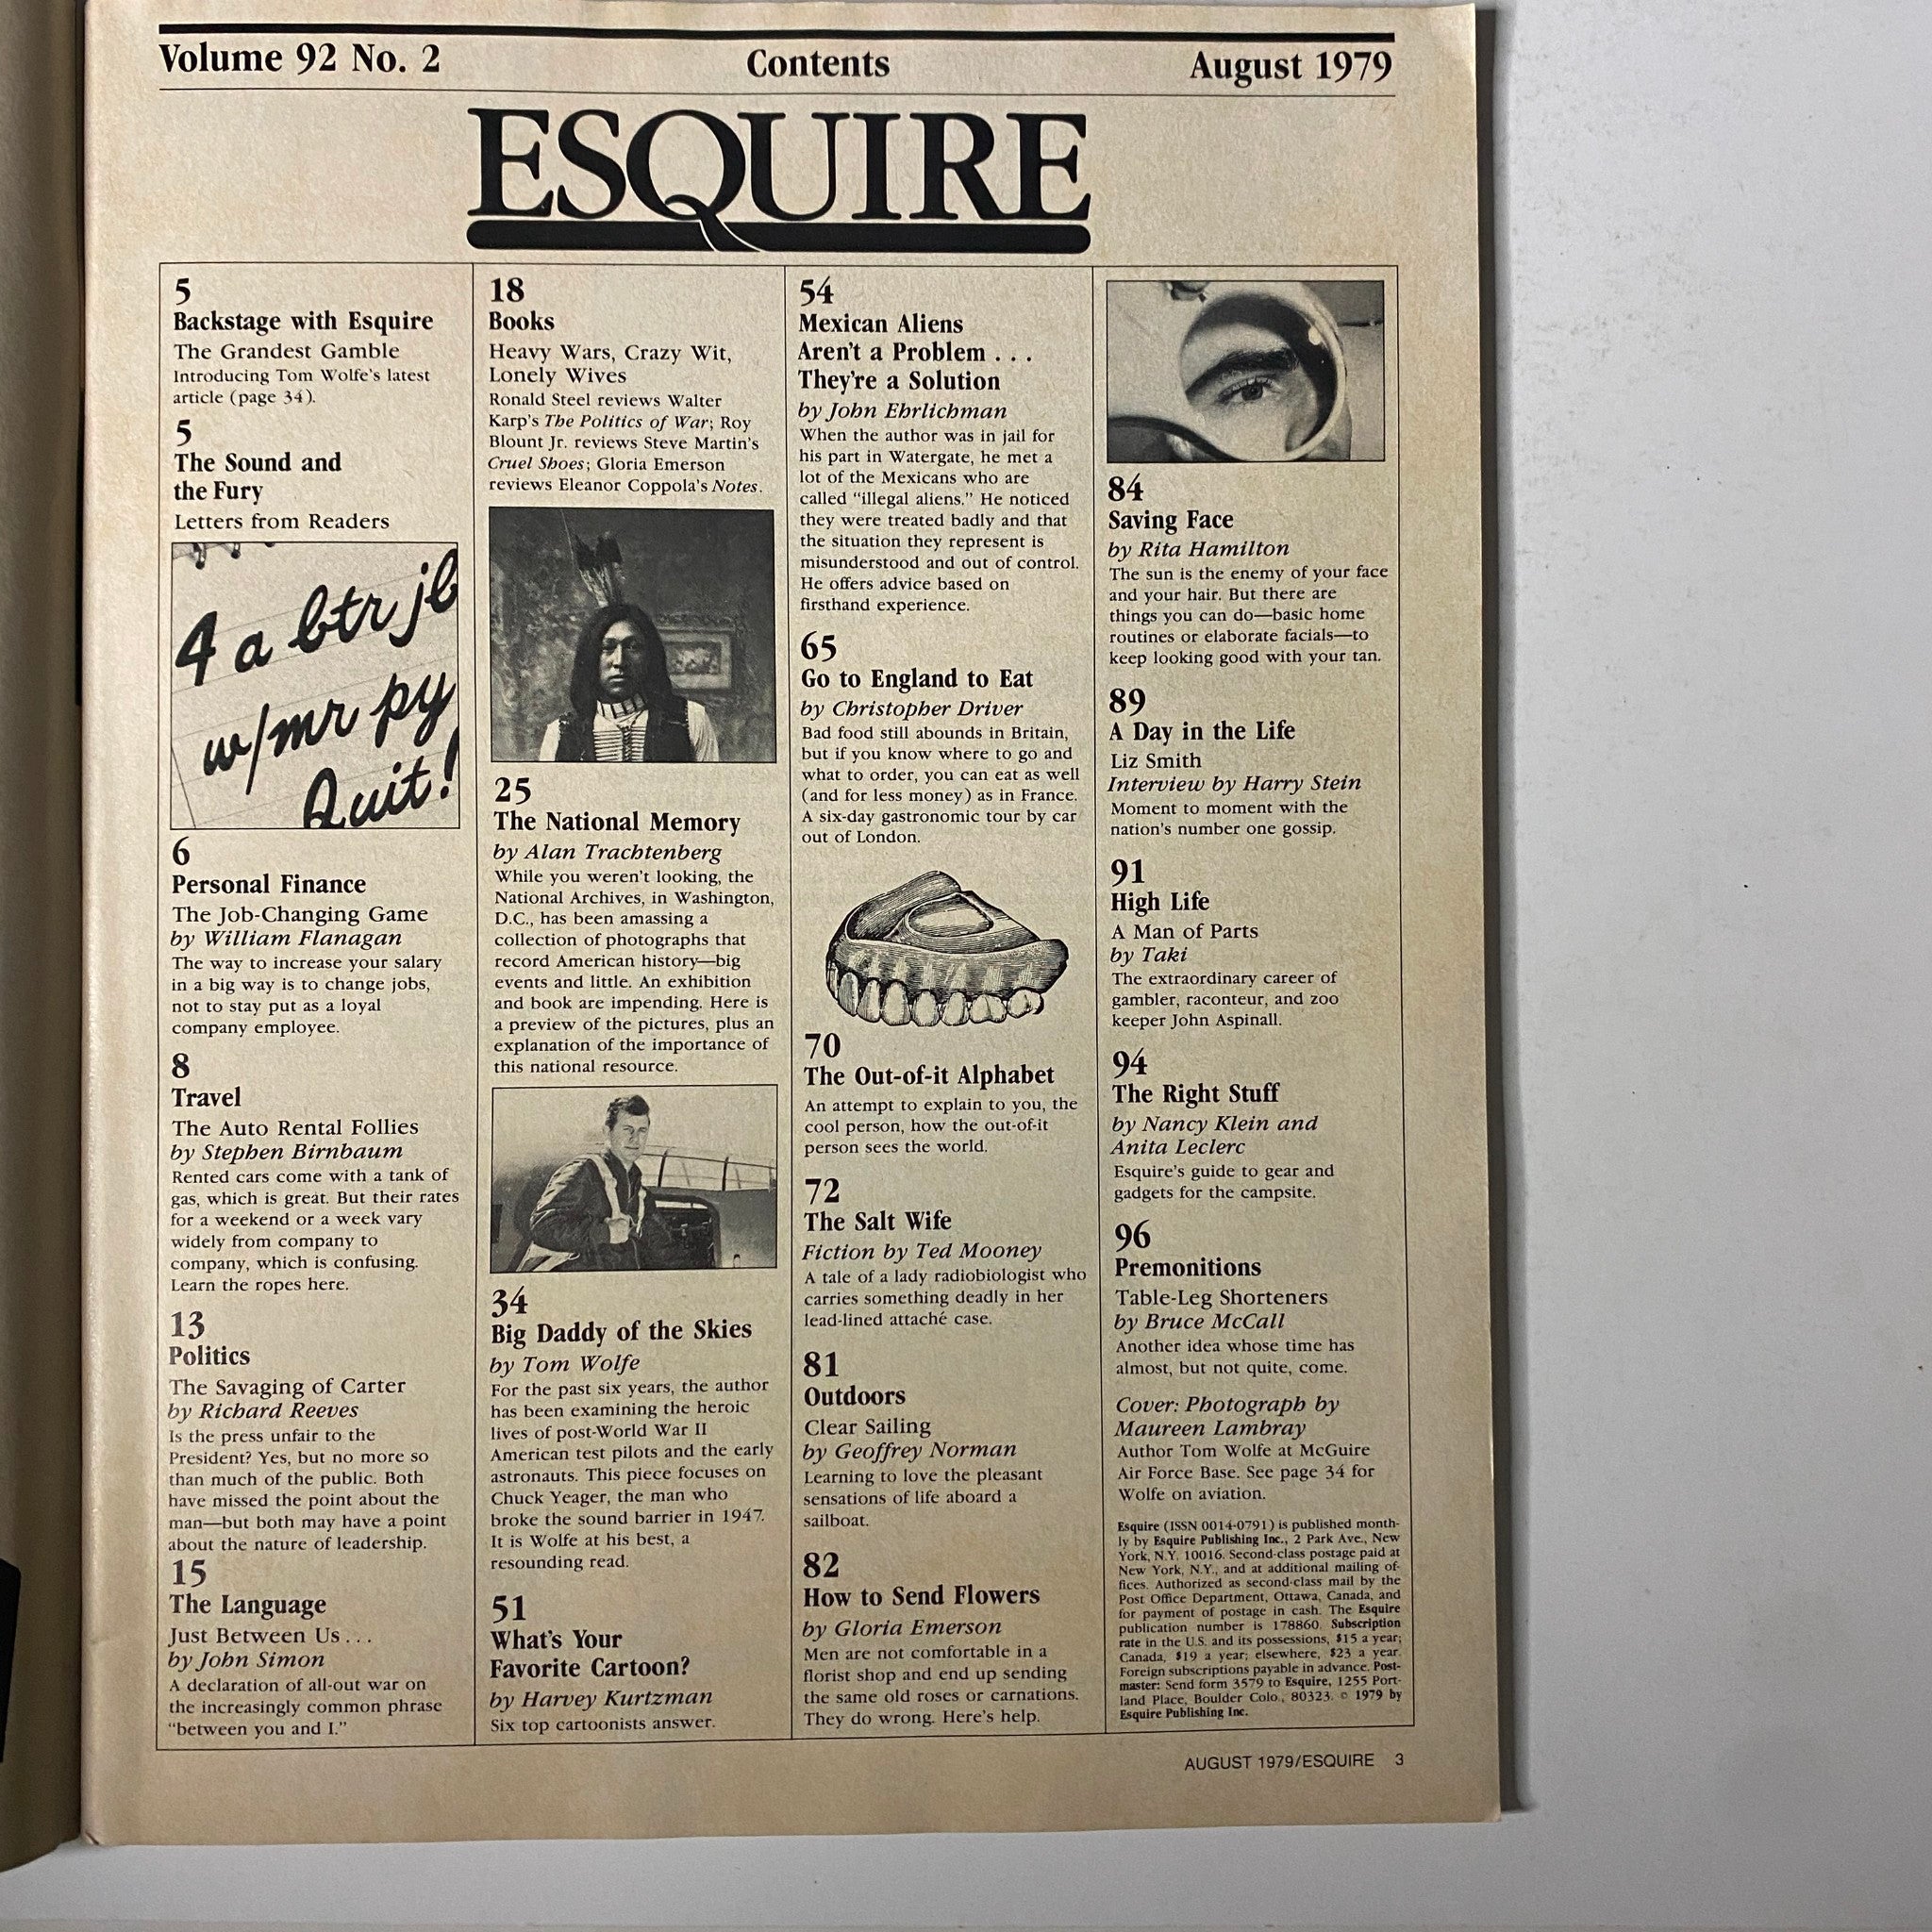 Volume 92 No. 2
Contents
August 1979
ESQUIRE
5
Backstage with Esquire
The Grandest Gamble
Introducing Tom Wolfe's latest
article (page 34).
5
The Sound and
the Fury
Letters from Readers
4 a btr jb
w/mr py
Quit!
6
Personal Finance
The Job-Changing Game
by William Flanagan
The way to increase your salary
in a big way is to change jobs,
not to stay put as a loyal
company employee.
8
Travel
The Auto Rental Follies
by Stephen Birnbaum
Rented cars come with a tank of
gas, which is great. But their rates
for a weekend or a week vary
widely from company to
company, which is confusing.
Learn the ropes here.
13
Politics
The Savaging of Carter
by Richard Reeves
Is the press unfair to the
President? Yes, but no more so
than much of the public. Both
have missed the point about the
man—but both may have a point
about the nature of leadership.
15
The Language
Just Between Us...
by John Simon
A declaration of all-out war on
the increasingly common phrase
"between you and I."
18
Books
Heavy Wars, Crazy Wit,
Lonely Wives
Ronald Steel reviews Walter
Karp's The Politics of War; Roy
Blount Jr. reviews Steve Martin's
Cruel Shoes; Gloria Emerson
reviews Eleanor Coppola's Notes.
25
The National Memory
by Alan Trachtenberg
While you weren't looking, the
National Archives, in Washington,
D.C., has been amassing a
collection of photographs that
record American history—big
events and little. An exhibition
and book are impending. Here is
a preview of the pictures, plus an
explanation of the importance of
this national resource.
34
Big Daddy of the Skies
by Tom Wolfe
For the past six years, the author
has been examining the heroic
lives of post-World War II
American test pilots and the early
astronauts. This piece focuses on
Chuck Yeager, the man who
broke the sound barrier in 1947.
It is Wolfe at his best, a
resounding read.
51
What's Your
Favorite Cartoon?
by Harvey Kurtzman
Six top cartoonists answer.
54
Mexican Aliens
Aren't a Problem . . .
They're a Solution
by John Ehrlichman
When the author was in jail for
his part in Watergate, he met a
lot of the Mexicans who are
called "illegal aliens." He noticed
they were treated badly and that
the situation they represent is
misunderstood and out of control.
He offers advice based on
firsthand experience.
65
Go to England to Eat
by Christopher Driver
Bad food still abounds in Britain,
but if you know where to go and
what to order, you can eat as well
(and for less money) as in France.
A six-day gastronomic tour by car
out of London.
70
The Out-of-it Alphabet
An attempt to explain to you, the
cool person, how the out-of-it
person sees the world.
72
The Salt Wife
Fiction by Ted Mooney
A tale of a lady radiobiologist who
carries something deadly in her
lead-lined attaché case.
81
Outdoors
Clear Sailing
by Geoffrey Norman
Learning to love the pleasant
sensations of life aboard a
sailboat.
82
How to Send Flowers
by Gloria Emerson
Men are not comfortable in a
florist shop and end up sending
the same old roses or carnations.
They do wrong. Here's help.
84
Saving Face
by Rita Hamilton
The sun is the enemy of your face
and your hair. But there are
things you can do—basic home
routines or elaborate facials—to
keep looking good with your tan.
89
A Day in the Life
Liz Smith
Interview by Harry Stein
Moment to moment with the
nation's number one gossip.
91
High Life
A Man of Parts
by Taki
The extraordinary career of
gambler, raconteur, and zoo
keeper John Aspinall.
94
The Right Stuff
by Nancy Klein and
Anita Leclerc
Esquire's guide to gear and
gadgets for the campsite.
96
Premonitions
Table-Leg Shorteners
by Bruce McCall
Another idea whose time has
almost, but not quite, come.
Cover: Photograph by
Maureen Lambray
Author Tom Wolfe at McGuire
Air Force Base. See page 34 for
Wolfe on aviation.
Esquire (ISSN 0014-0791) is published month-
ly by Esquire Publishing Inc., 2 Park Ave., New
York, N.Y. 10016. Second-class postage paid at
New York, N.Y., and at additional mailing of-
fices. Authorized as second-class mail by the
Post Office Department, Ottawa, Canada, and
for payment of postage in cash. The Esquire
publication number is 178860. Subscription
rate in the U.S. and its possessions, $15 a year;
Canada, $19 a year; elsewhere, $23 a year.
Foreign subscriptions payable in advance. Post-
master: Send form 3579 to Esquire, 1255 Port-
land Place, Boulder Colo., 80323. © 1979 by
Esquire Publishing Inc.
AUGUST 1979/ESQUIRE 3